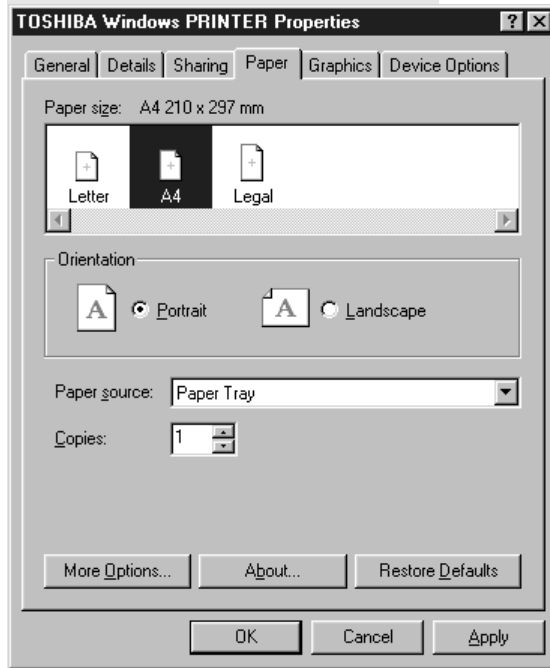 TOSHIBA Windows PRINTER Properties
General Details Sharing Paper Graphics Device Options
Paper size: A4 210 x 297 mm
Letter A4 Legal
Orientation
A Portrait A Landscape
Paper source: Paper Tray
Copies: 1
More Options... About... Restore Defaults
OK Cancel Apply